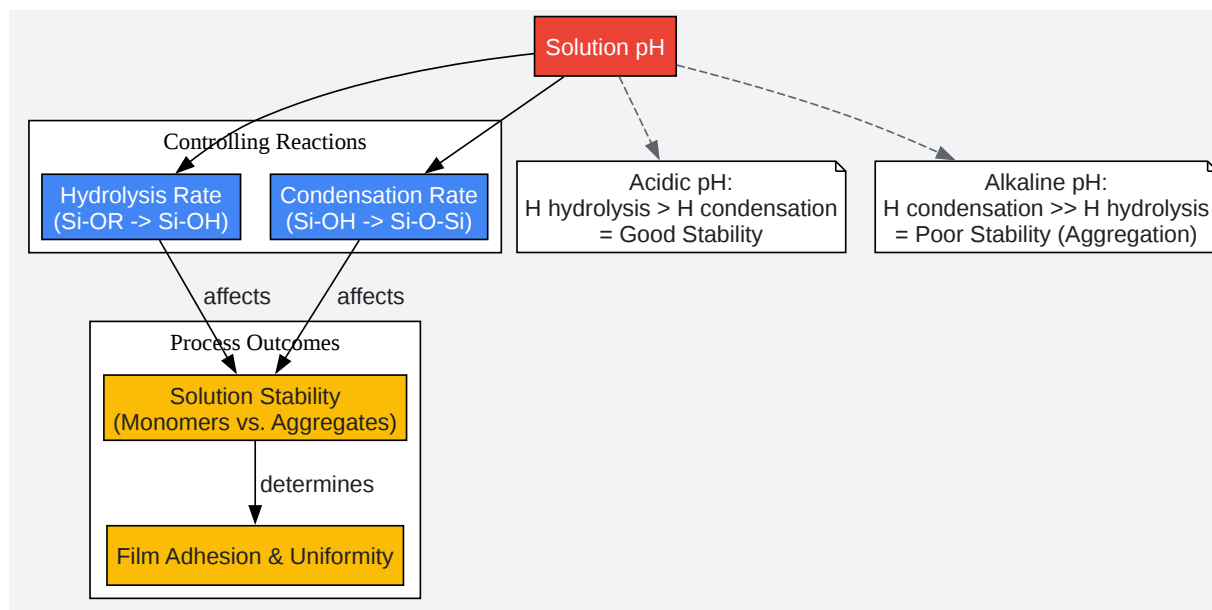 Solution pH
Controlling Reactions
Hydrolysis Rate
(Si-OR -> Si-OH)
Condensation Rate
(Si-OH -> Si-O-Si)
Acidic pH:
H hydrolysis > H condensation
= Good Stability
Alkaline pH:
H condensation >> H hydrolysis
= Poor Stability (Aggregation)
affects
affects
Process Outcomes
Solution Stability
(Monomers vs. Aggregates)
determines
Film Adhesion & Uniformity